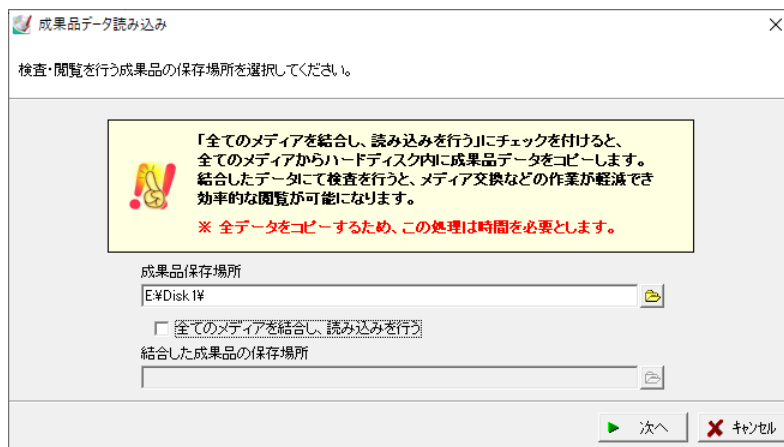 成果品データ読み込み
検査・閲覧を行う成果品の保存場所を選択してください。
「全てのメディアを結合し、読み込みを行う」にチェックを付けると、
全てのメディアからハードディスク内に成果品データをコピーします。
結合したデータにて検査を行うと、メディア交換などの作業が軽減でき
効率的な閲覧が可能になります。
※ 全データをコピーするため、この処理は時間を必要とします。
成果品保存場所
E:¥Disk1¥
全てのメディアを結合し、読み込みを行う
結合した成果品の保存場所
次へ
キャンセル